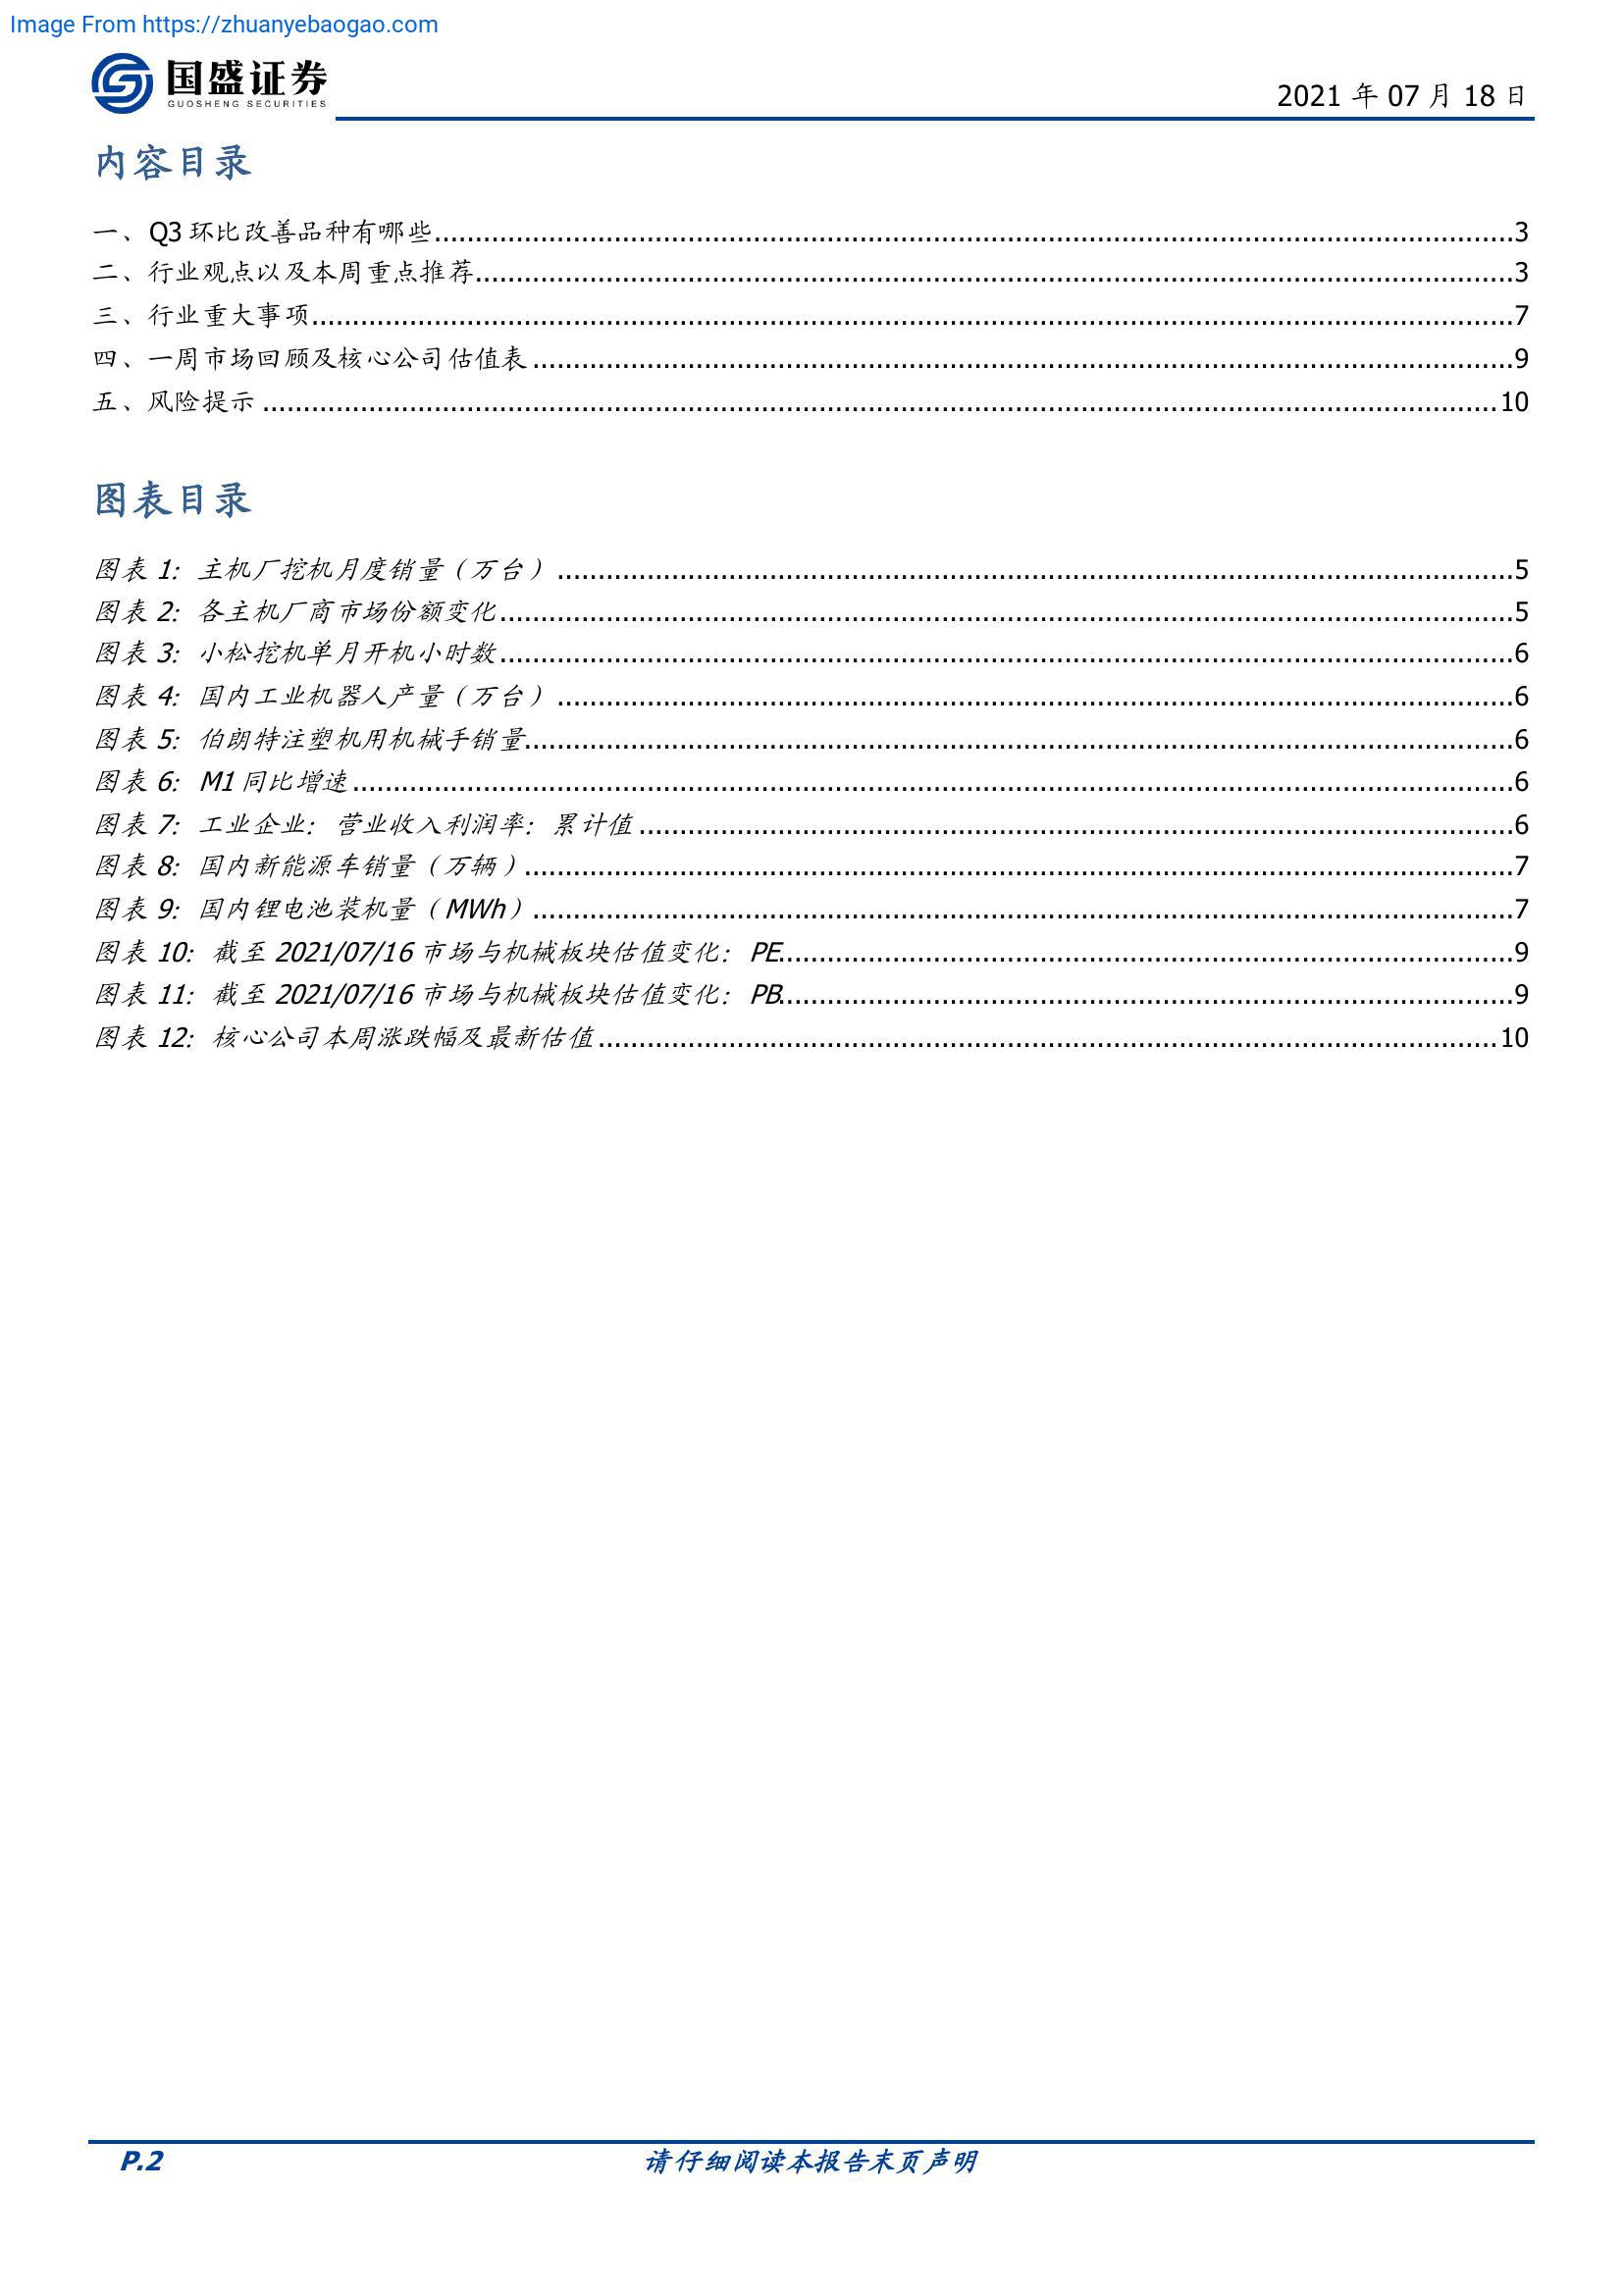 Image From https://zhuanyebaogao.com
国盛证券
GUOSHENG SECURITIES
2021 年 07 月 18 日
内容目录
一、Q3 环比改善品种有哪些........................3
二、行业观点以及本周重点推荐........................3
三、行业重大事项........................7
四、一周市场回顾及核心公司估值表........................9
五、风险提示........................10
图表目录
图表 1: 主机厂挖机月度销量（万台）........................5
图表 2: 各主机厂商市场份额变化........................5
图表 3: 小松挖机单月开机小时数........................6
图表 4: 国内工业机器人产量（万台）........................6
图表 5: 伯朗特注塑机用机械手销量........................6
图表 6: M1 同比增速........................6
图表 7: 工业企业：营业收入利润率：累计值........................6
图表 8: 国内新能源车销量（万辆）........................7
图表 9: 国内锂电池装机量（MWh）........................7
图表 10: 截至 2021/07/16 市场与机械板块估值变化：PE........................9
图表 11: 截至 2021/07/16 市场与机械板块估值变化：PB........................9
图表 12: 核心公司本周涨跌幅及最新估值........................10
P.2
请仔细阅读本报告末页声明